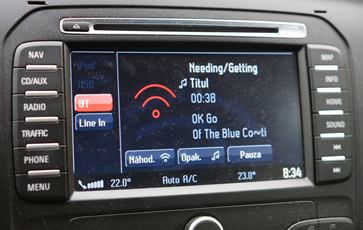 NAV
CD/AUX
RADIO
TRAFFIC
PHONE
MENU
iPod
USB
BT
Line In
Needing/Getting
Titul
00:38
OK Go
Of The Blue Co~ti
Náhod.
Opak.
Pauza
22.0°
Auto A/C
23.0°
8:34
MAP
INFO
HOME
SOUND